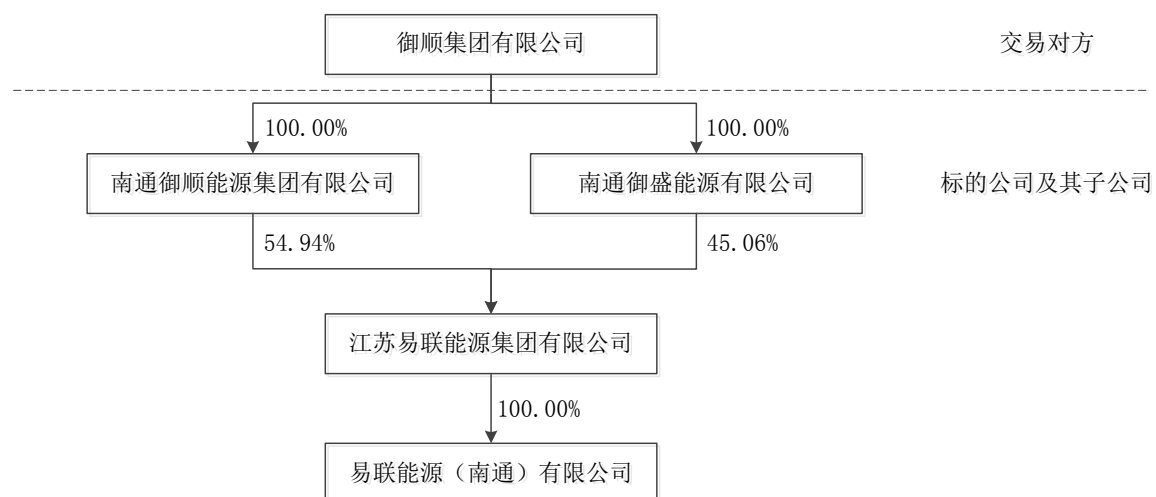 御顺集团有限公司
交易对方
100.00%
100.00%
南通御顺能源集团有限公司
南通御盛能源有限公司
标的公司及其子公司
54.94%
45.06%
江苏易联能源集团有限公司
100.00%
易联能源（南通）有限公司